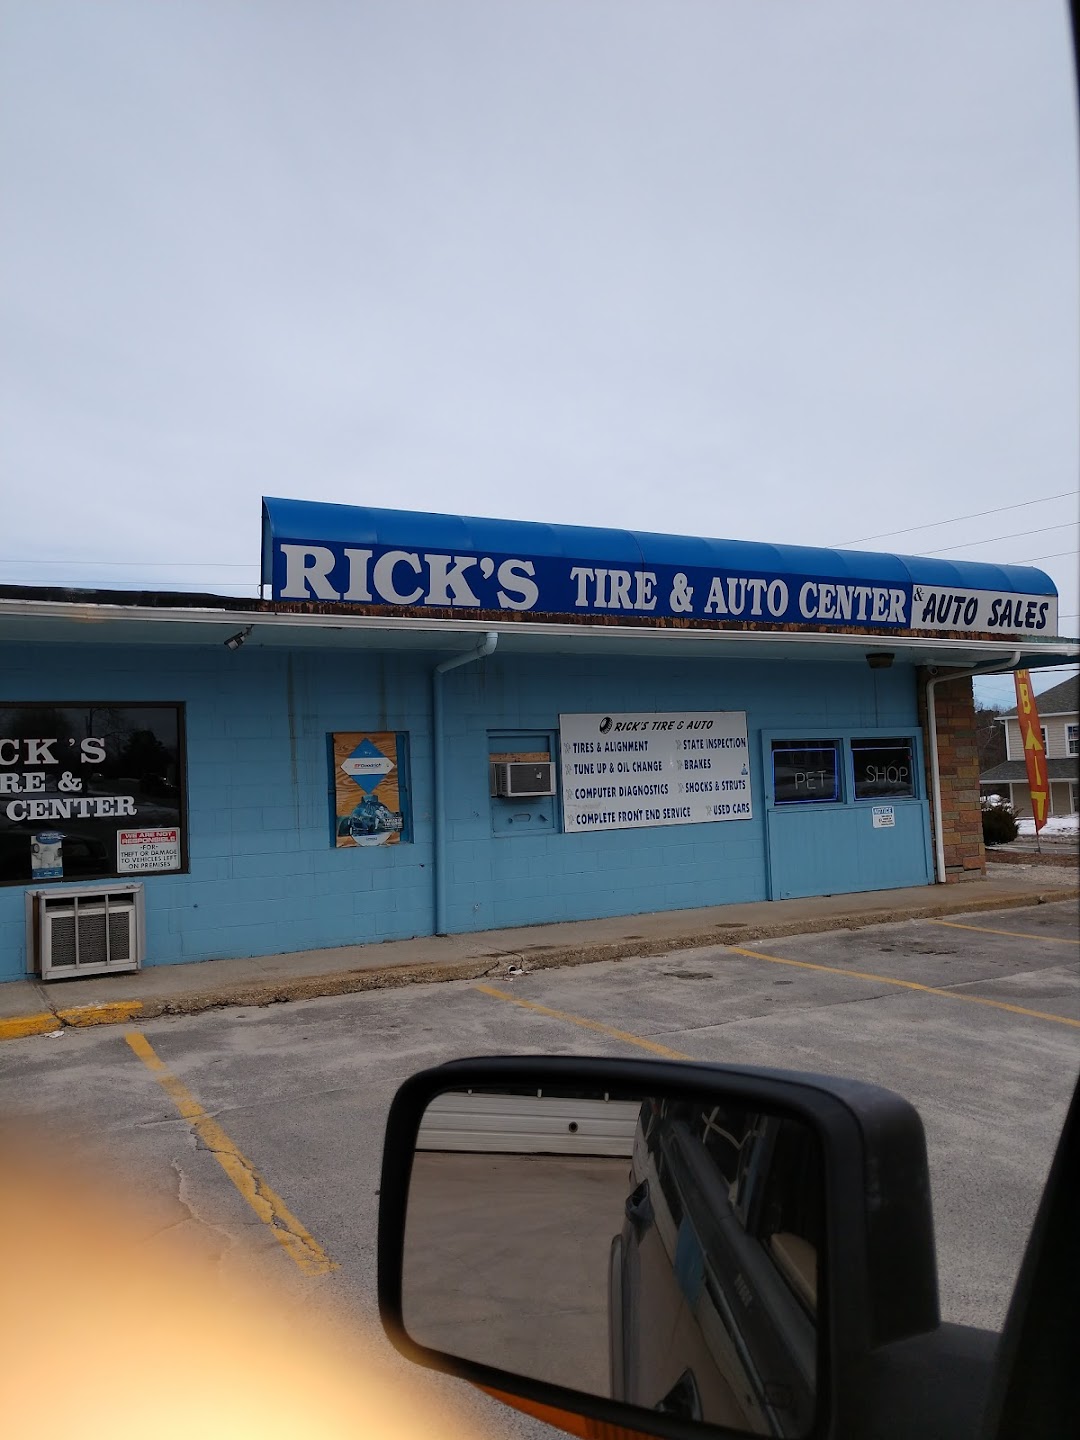 RICK'S TIRE & AUTO CENTER & AUTO SALES
CK'S
RE &
CENTER
WE ARE NOT
RESPONSIBLE
-FOR-
THEFT OR DAMAGE
TO VEHICLES LEFT
ON PREMISES
BFGoodrich
RICK'S TIRE & AUTO
TIRES & ALIGNMENT
STATE INSPECTION
TUNE UP & OIL CHANGE
BRAKES
COMPUTER DIAGNOSTICS
SHOCKS & STRUTS
COMPLETE FRONT END SERVICE
USED CARS
PET SHOP
NOTICE
BAIT